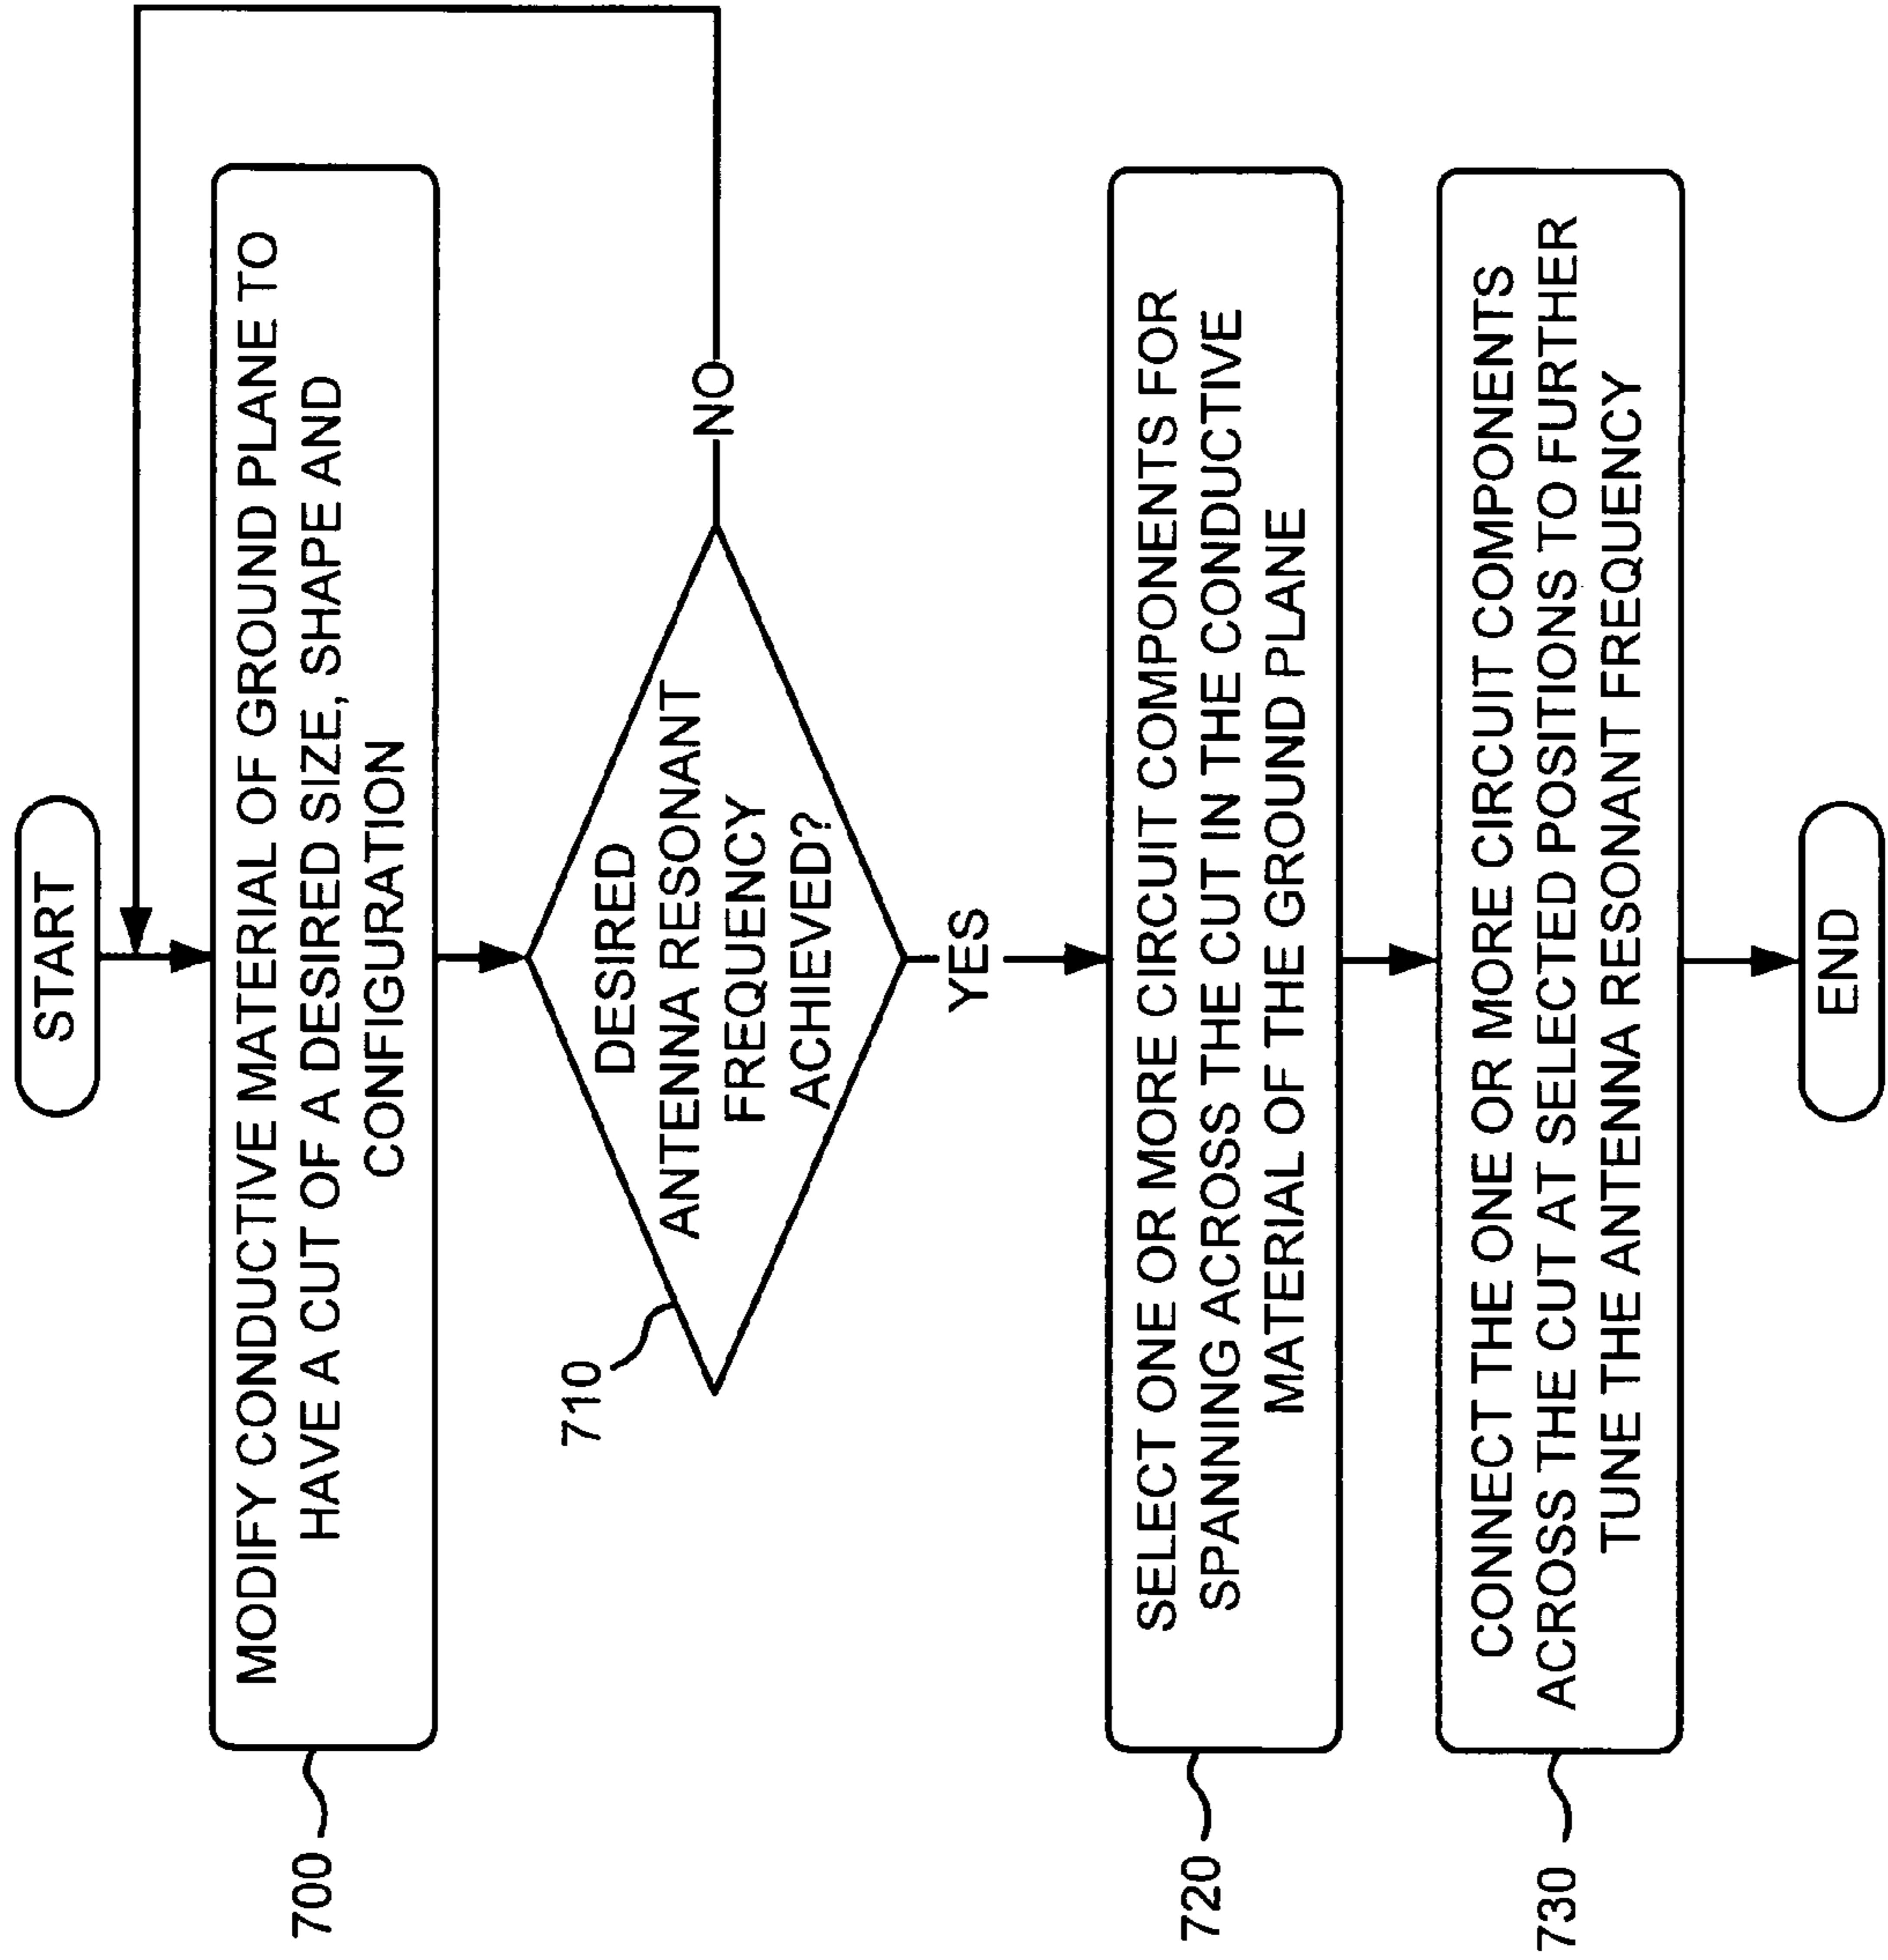 START
700
MODIFY CONDUCTIVE MATERIAL OF GROUND PLANE TO
HAVE A CUT OF A DESIRED SIZE, SHAPE AND
CONFIGURATION
710
DESIRED
ANTENNA RESONANT
FREQUENCY
ACHIEVED?
NO
YES
720
SELECT ONE OR MORE CIRCUIT COMPONENTS FOR
SPANNING ACROSS THE CUT IN THE CONDUCTIVE
MATERIAL OF THE GROUND PLANE
730
CONNECT THE ONE OR MORE CIRCUIT COMPONENTS
ACROSS THE CUT AT SELECTED POSITIONS TO FURTHER
TUNE THE ANTENNA RESONANT FREQUENCY
END